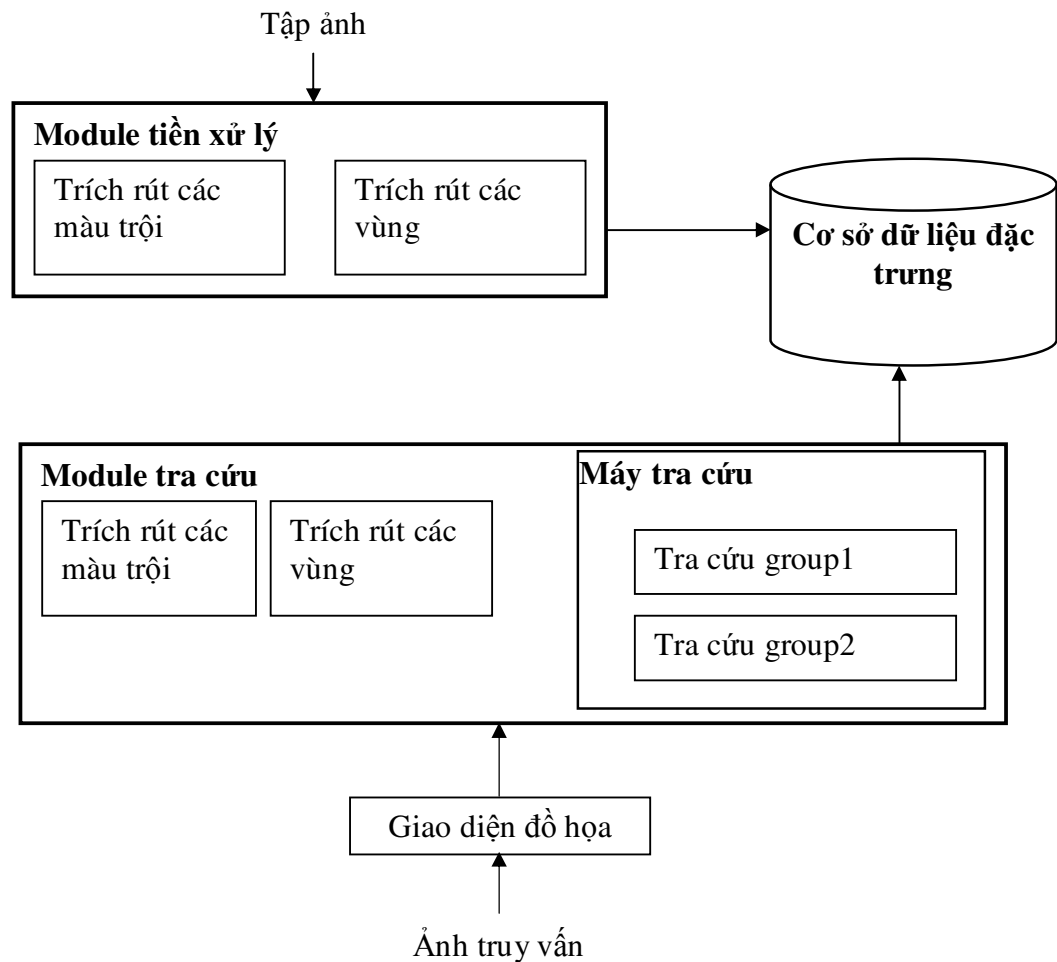 Tập ảnh
Module tiền xử lý
Trích rút các
màu trội
Trích rút các
vùng
Cơ sở dữ liệu đặc
trưng
Module tra cứu
Trích rút các
màu trội
Trích rút các
vùng
Máy tra cứu
Tra cứu group1
Tra cứu group2
Giao diện đồ họa
Ảnh truy vấn